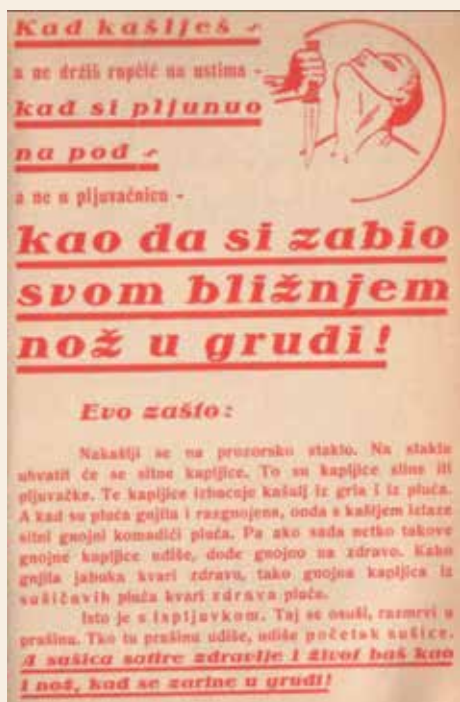 Kad kašlješ -
a ne držiš rupčić na ustima -
kad si pljunuo
na pod -
a ne u pljuvačnicu -
kao da si zabio
svom bližnjem
nož u grudi!
Evo zašto:
Nakašlji se na prozorsko staklo. Na staklu
uhvatit će se sitne kapljice. To su kapljice sline ili
pljuvačke. Te kapljice izbacuje kašalj iz grla i iz pluća.
A kad su pluća gnjila i razgnojena, onda s kašljem izlaze
sitni gnojni komadići pluća. Pa ako sada netko takove
gnojne kapljice udiše, dođe gnojno na zdravo. Kako
gnjila jabuka kvari zdravu, tako gnojna kapljica iz
sušičavih pluća kvari zdrava pluća.
Isto je s ispljuvkom. Taj se osuši, razmrvi u
prašinu. Tko tu prašinu udiše, udiše početak sušice.
A sušica satire zdravlje i život baš kao
i nož, kad se zarine u grudi!